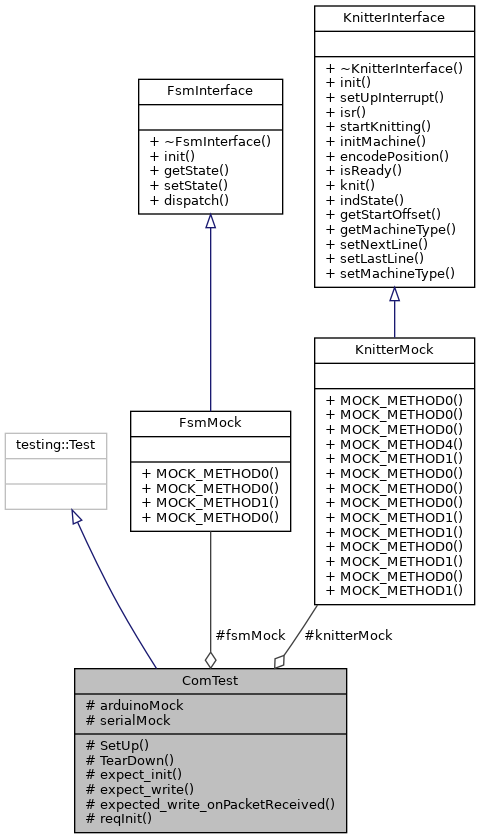 KnitterInterface
+ ~KnitterInterface()
+ init()
+ setUpInterrupt()
+ isr()
+ startKnitting()
+ initMachine()
+ encodePosition()
+ isReady()
+ knit()
+ indState()
+ getStartOffset()
+ getMachineType()
+ setNextLine()
+ setLastLine()
+ setMachineType()
FsmInterface
+ ~FsmInterface()
+ init()
+ getState()
+ setState()
+ dispatch()
KnitterMock
+ MOCK_METHOD0()
+ MOCK_METHOD0()
+ MOCK_METHOD0()
+ MOCK_METHOD4()
+ MOCK_METHOD1()
+ MOCK_METHOD0()
+ MOCK_METHOD0()
+ MOCK_METHOD0()
+ MOCK_METHOD1()
+ MOCK_METHOD1()
+ MOCK_METHOD0()
+ MOCK_METHOD1()
+ MOCK_METHOD0()
+ MOCK_METHOD1()
FsmMock
+ MOCK_METHOD0()
+ MOCK_METHOD0()
+ MOCK_METHOD1()
+ MOCK_METHOD0()
testing::Test
#fsmMock
#knitterMock
ComTest
# arduinoMock
# serialMock
# SetUp()
# TearDown()
# expect_init()
# expect_write()
# expected_write_onPacketReceived()
# reqInit()